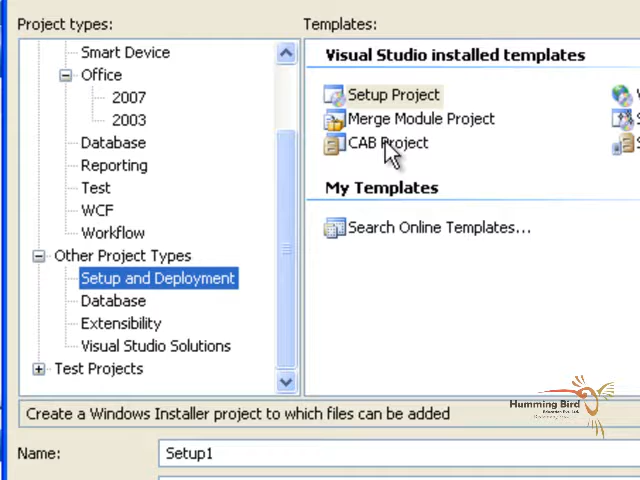 Project types:
Templates:
Smart Device
Office
2007
2003
Database
Reporting
Test
WCF
Workflow
Other Project Types
Setup and Deployment
Database
Extensibility
Visual Studio Solutions
Test Projects
Visual Studio installed templates
Setup Project
Merge Module Project
CAB Project
My Templates
Search Online Templates...
Create a Windows Installer project to which files can be added
Humming Bird
Name:
Setup1